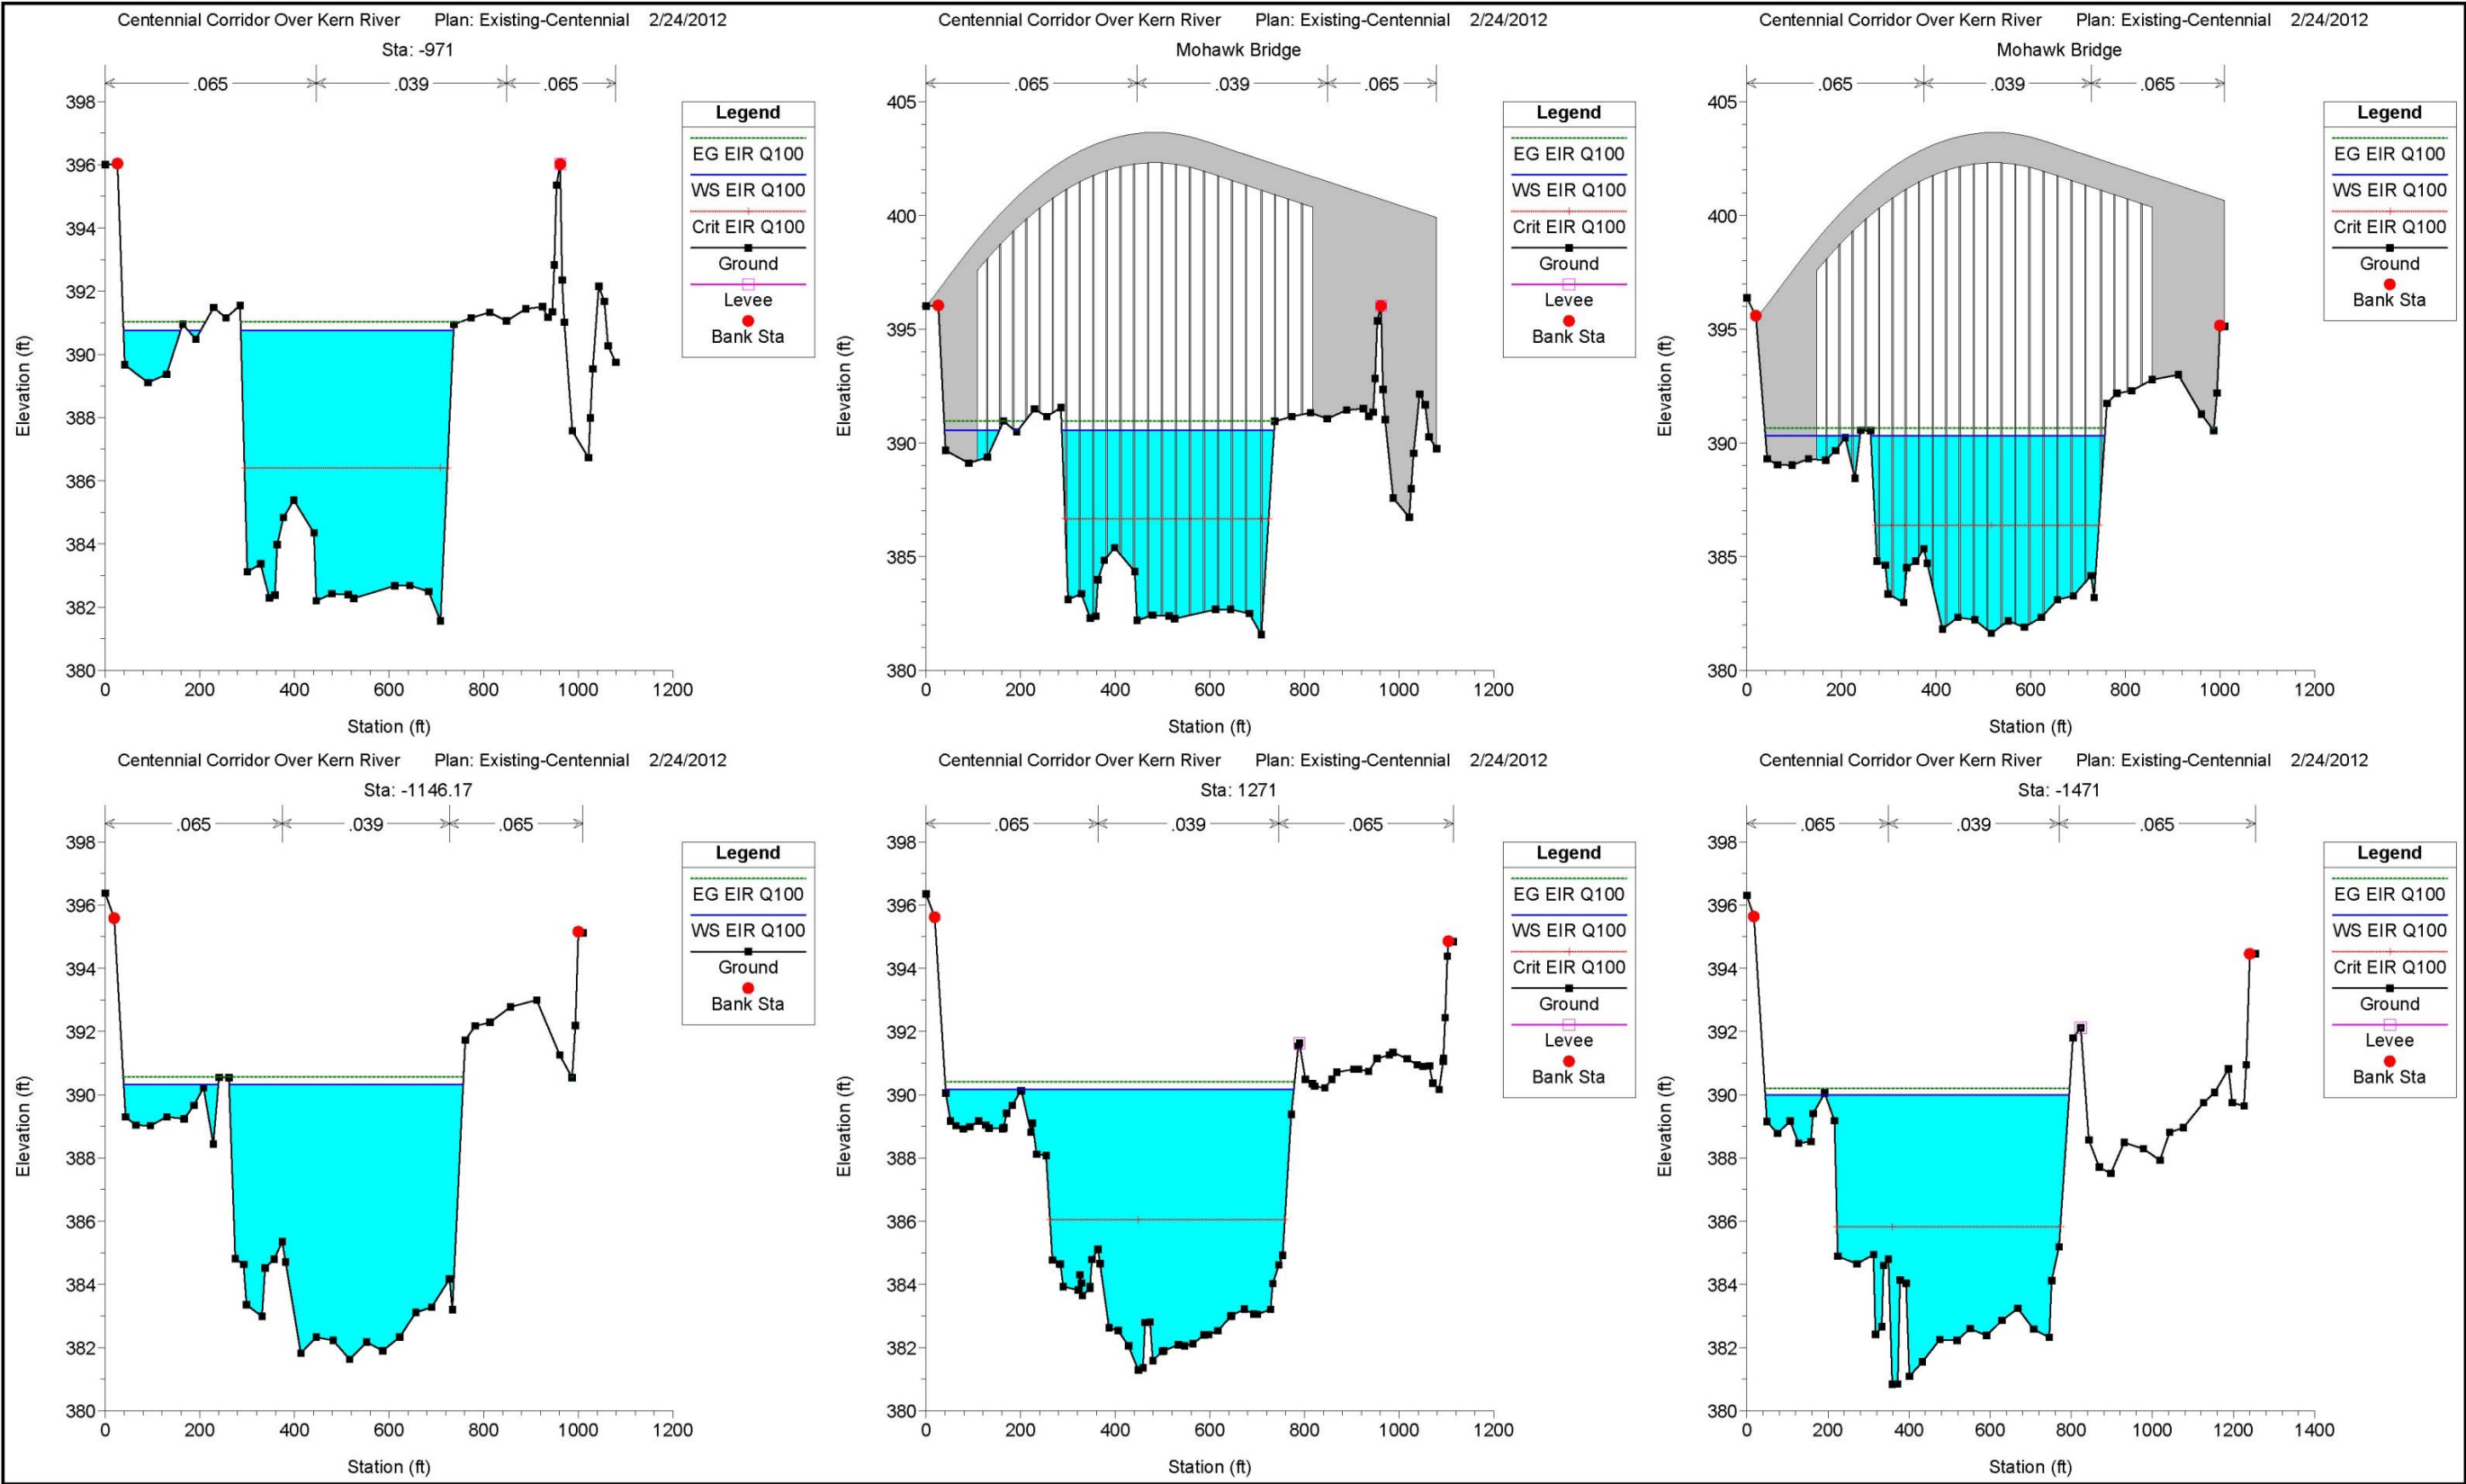 Centennial Corridor Over Kern River Plan: Existing-Centennial 2/24/2012
Sta: -971
.065 .039 .065
398
396
394
392
390
388
386
384
382
380
Elevation (ft)
0 200 400 600 800 1000 1200
Station (ft)
Legend
EG EIR Q100
WS EIR Q100
Crit EIR Q100
Ground
Levee
Bank Sta
Centennial Corridor Over Kern River Plan: Existing-Centennial 2/24/2012
Mohawk Bridge
.065 .039 .065
405
400
395
390
385
380
Elevation (ft)
0 200 400 600 800 1000 1200
Station (ft)
Legend
EG EIR Q100
WS EIR Q100
Crit EIR Q100
Ground
Levee
Bank Sta
Centennial Corridor Over Kern River Plan: Existing-Centennial 2/24/2012
Mohawk Bridge
.065 .039 .065
405
400
395
390
385
380
Elevation (ft)
0 200 400 600 800 1000 1200
Station (ft)
Legend
EG EIR Q100
WS EIR Q100
Crit EIR Q100
Ground
Bank Sta
Centennial Corridor Over Kern River Plan: Existing-Centennial 2/24/2012
Sta: -1146.17
.065 .039 .065
398
396
394
392
390
388
386
384
382
380
Elevation (ft)
0 200 400 600 800 1000 1200
Station (ft)
Legend
EG EIR Q100
WS EIR Q100
Ground
Bank Sta
Centennial Corridor Over Kern River Plan: Existing-Centennial 2/24/2012
Sta: 1271
.065 .039 .065
398
396
394
392
390
388
386
384
382
380
Elevation (ft)
0 200 400 600 800 1000 1200
Station (ft)
Legend
EG EIR Q100
WS EIR Q100
Crit EIR Q100
Ground
Levee
Bank Sta
Centennial Corridor Over Kern River Plan: Existing-Centennial 2/24/2012
Sta: -1471
.065 .039 .065
398
396
394
392
390
388
386
384
382
380
Elevation (ft)
0 200 400 600 800 1000 1200 1400
Station (ft)
Legend
EG EIR Q100
WS EIR Q100
Crit EIR Q100
Ground
Levee
Bank Sta